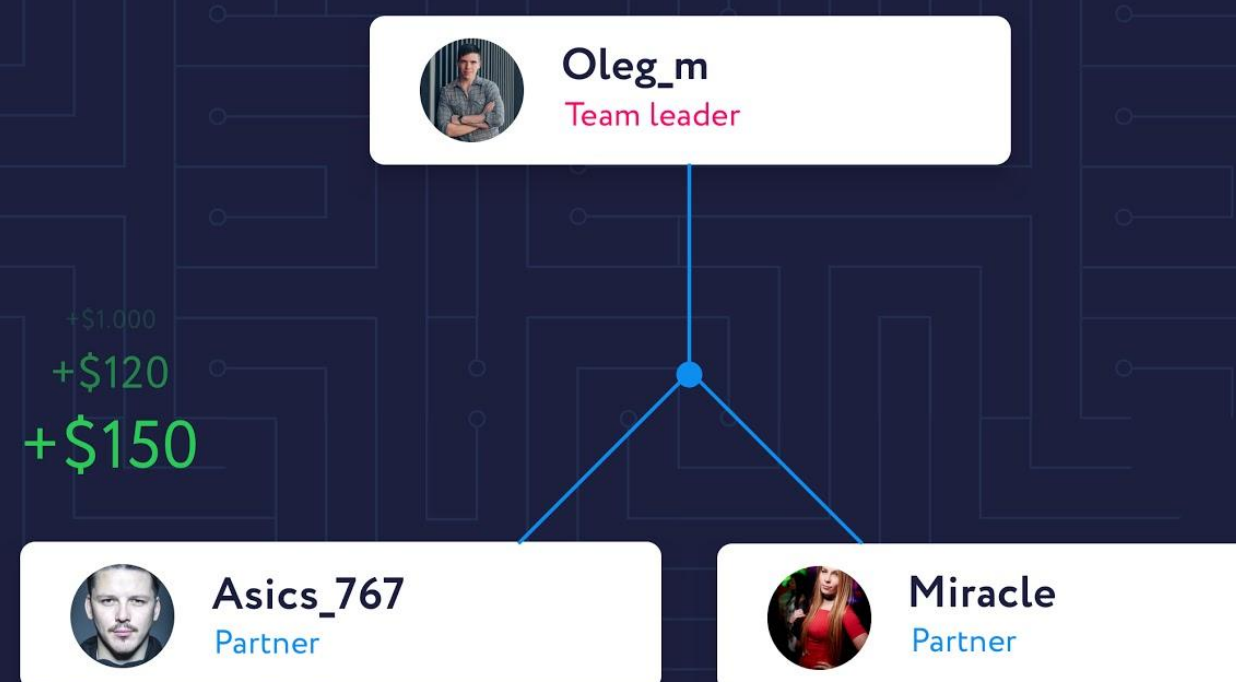 Oleg_m
Team leader
+$1.000
+$120
+$150
Asics_767
Partner
Miracle
Partner